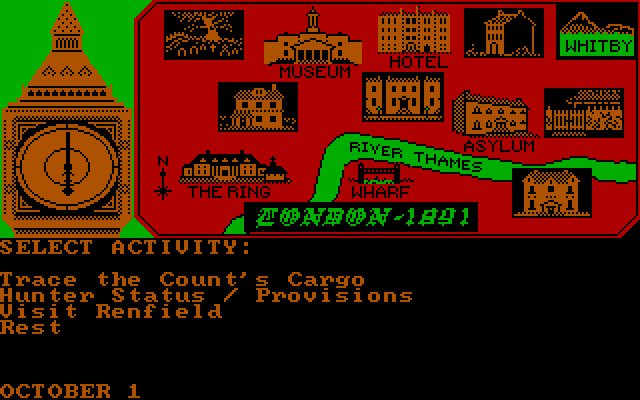 WHITBY
MUSEUM
HOTEL
ASYLUM
RIVER THAMES
N
THE RING
WHARF
LONDON-1891
SELECT ACTIVITY:
Trace the Count's Cargo
Hunter Status / Provisions
Visit Renfield
Rest
OCTOBER 1